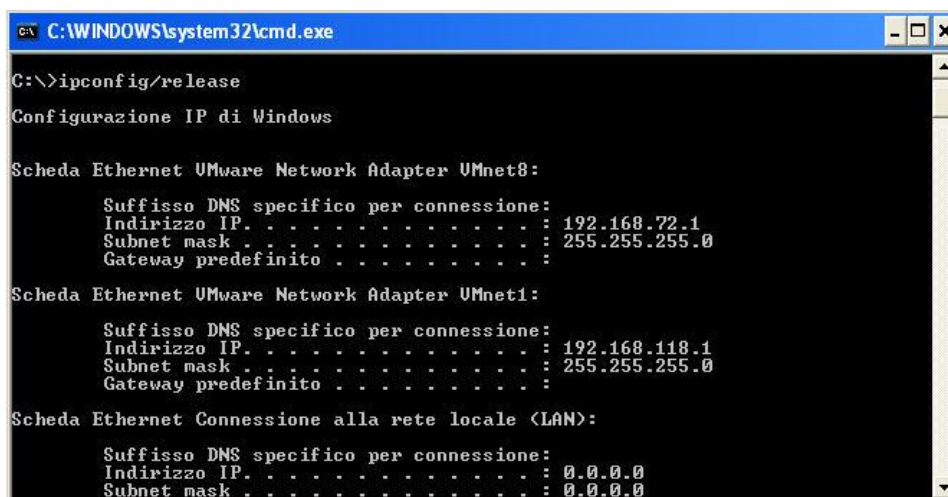 C:\WINDOWS\system32\cmd.exe
C:\>ipconfig/release
Configurazione IP di Windows
Scheda Ethernet VMware Network Adapter VMnet8:
Suffisso DNS specifico per connessione:
Indirizzo IP. . . . . . . . . . . . . : 192.168.72.1
Subnet mask . . . . . . . . . . . . . : 255.255.255.0
Gateway predefinito . . . . . . . . . :
Scheda Ethernet VMware Network Adapter VMnet1:
Suffisso DNS specifico per connessione:
Indirizzo IP. . . . . . . . . . . . . : 192.168.118.1
Subnet mask . . . . . . . . . . . . . : 255.255.255.0
Gateway predefinito . . . . . . . . . :
Scheda Ethernet Connessione alla rete locale (LAN):
Suffisso DNS specifico per connessione:
Indirizzo IP. . . . . . . . . . . . . : 0.0.0.0
Subnet mask . . . . . . . . . . . . . : 0.0.0.0